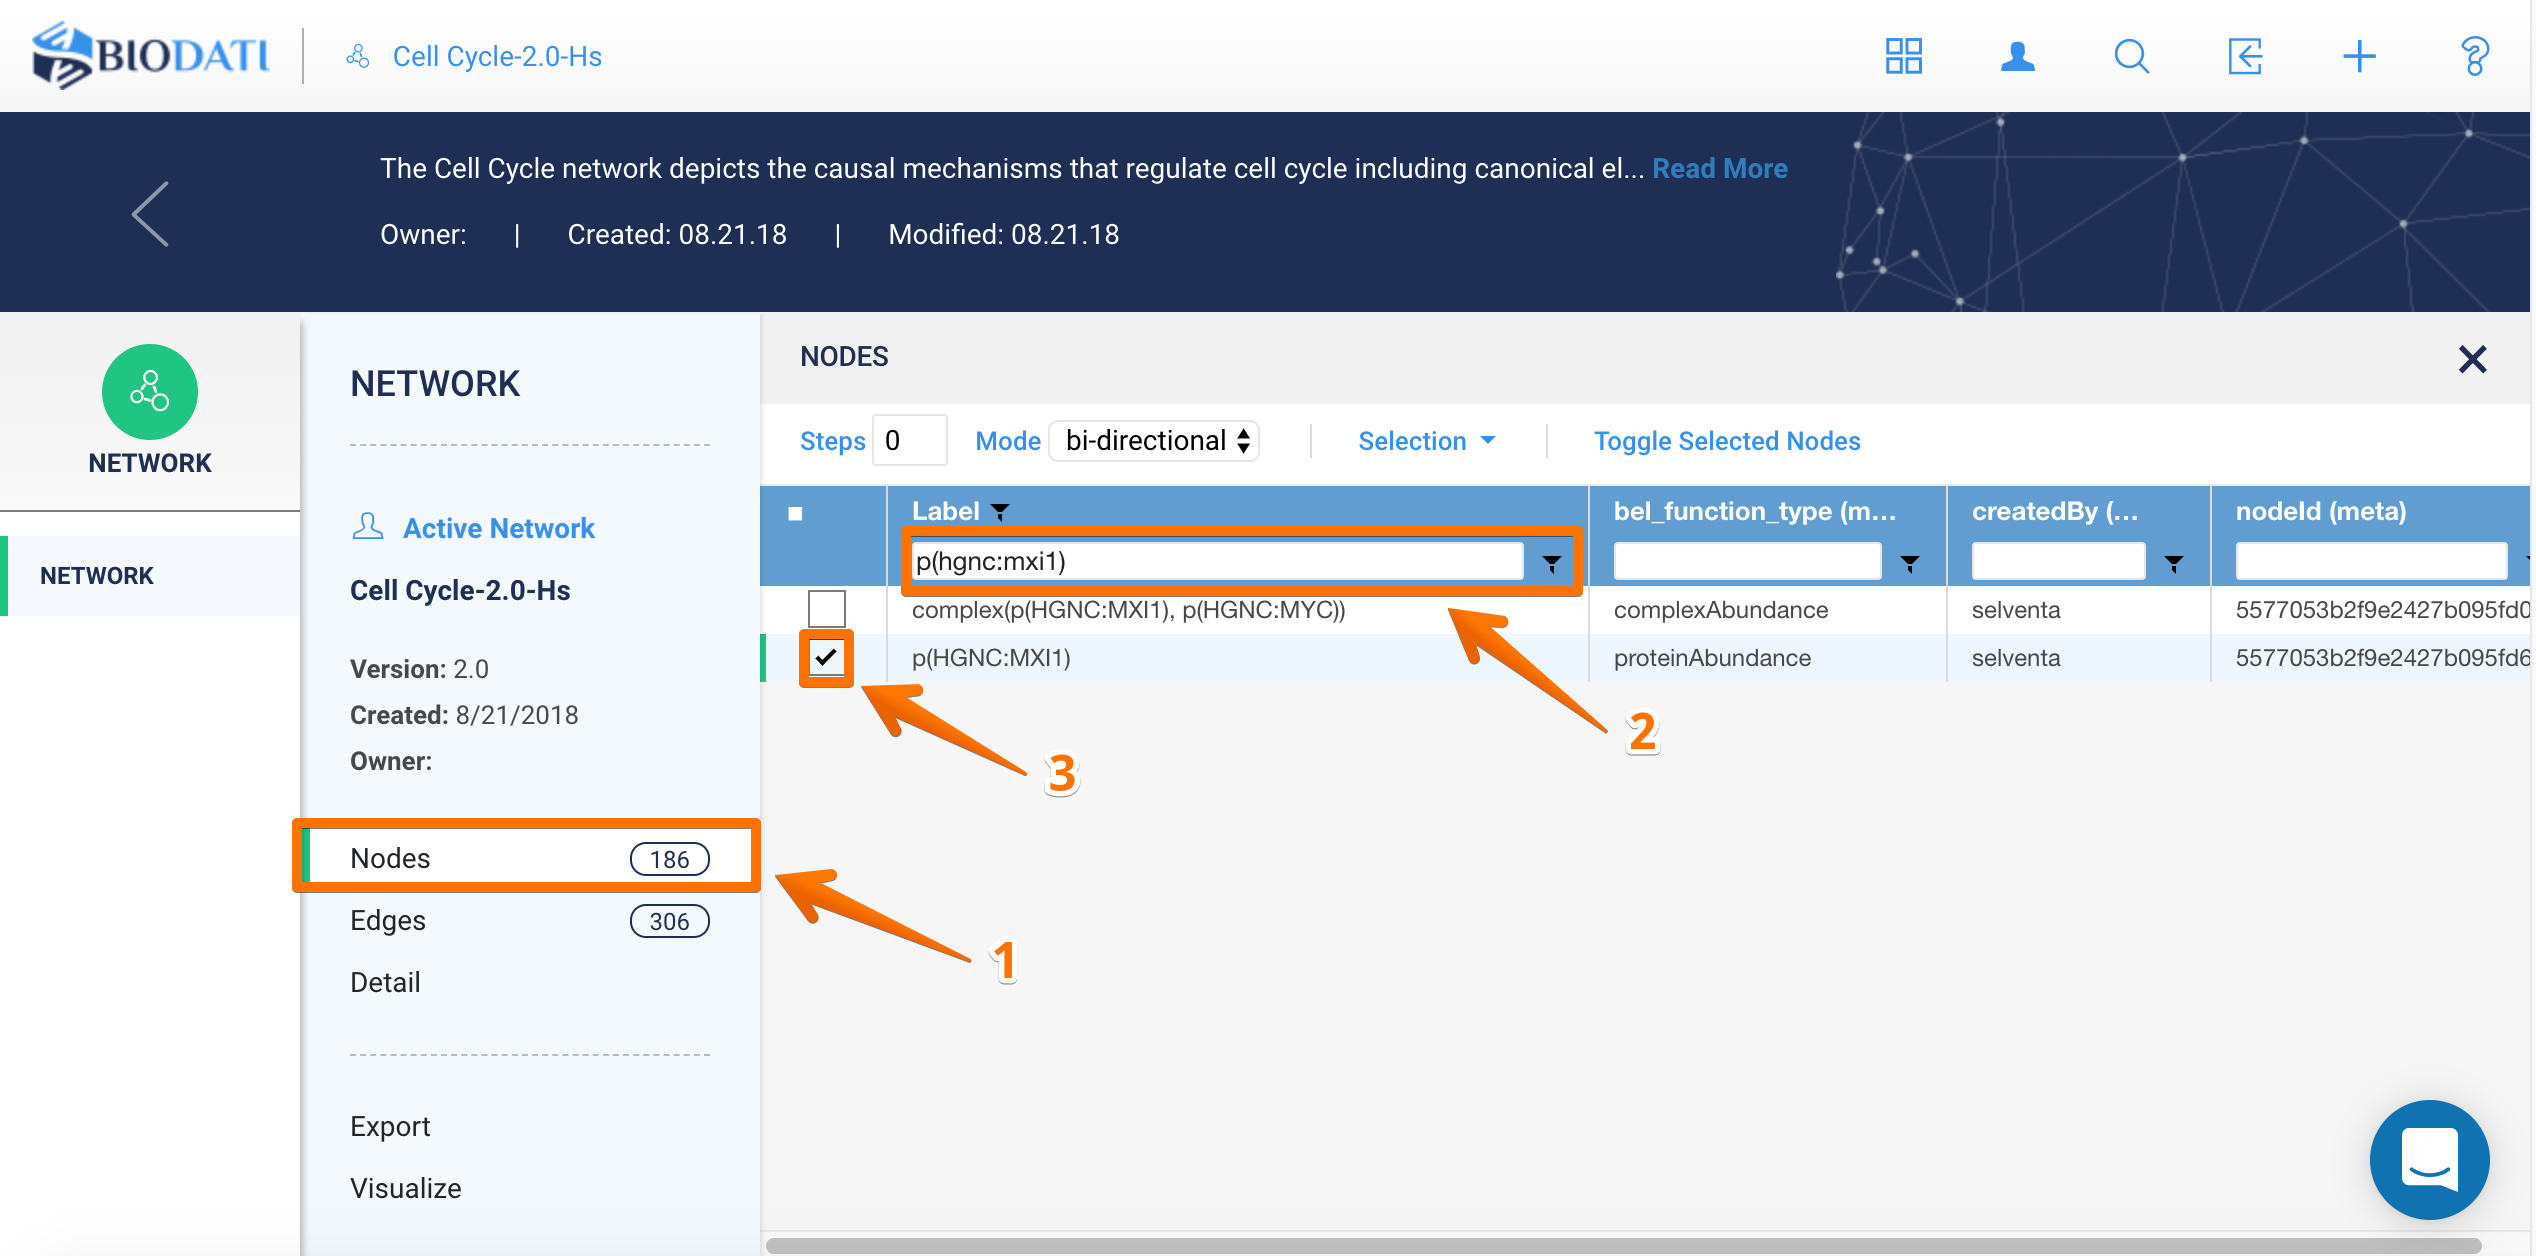 BIODATI
Cell Cycle-2.0-Hs
The Cell Cycle network depicts the causal mechanisms that regulate cell cycle including canonical el... Read More
Owner: | Created: 08.21.18 | Modified: 08.21.18
NETWORK
NETWORK
NETWORK
Active Network
Cell Cycle-2.0-Hs
Version: 2.0
Created: 8/21/2018
Owner:
Nodes 186
Edges 306
Detail
Export
Visualize
NODES
Steps 0 Mode bi-directional Selection Toggle Selected Nodes
Label bel_function_type (m... createdBy (... nodeId (meta)
p(hgnc:mxi1)
complex(p(HGNC:MXI1), p(HGNC:MYC)) complexAbundance selventa 5577053b2f9e2427b095fd0
p(HGNC:MXI1) proteinAbundance selventa 5577053b2f9e2427b095fd6
2
3
1